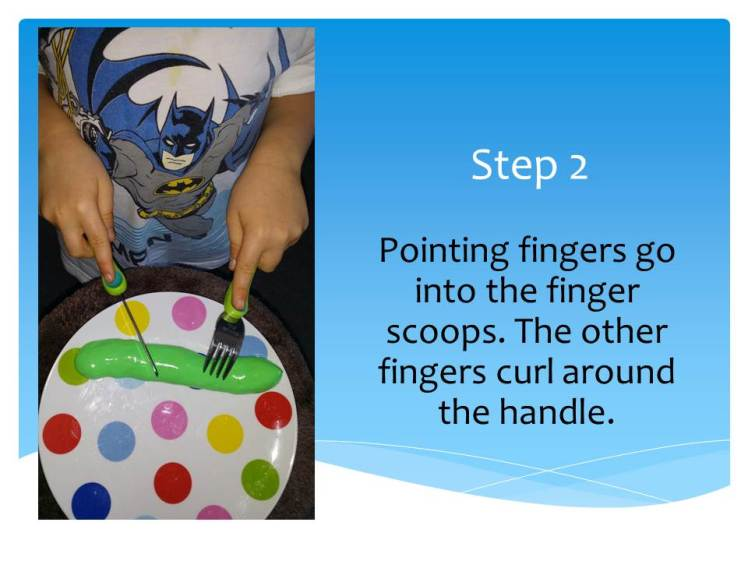 Step 2
Pointing fingers go
into the finger
scoops. The other
fingers curl around
the handle.